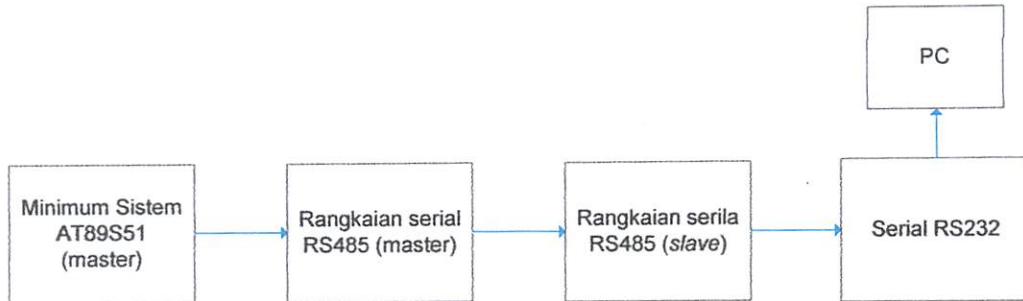 PC
Minimum Sistem
AT89S51
(master)
Rangkaian serial
RS485 (master)
Rangkaian serila
RS485 (slave)
Serial RS232